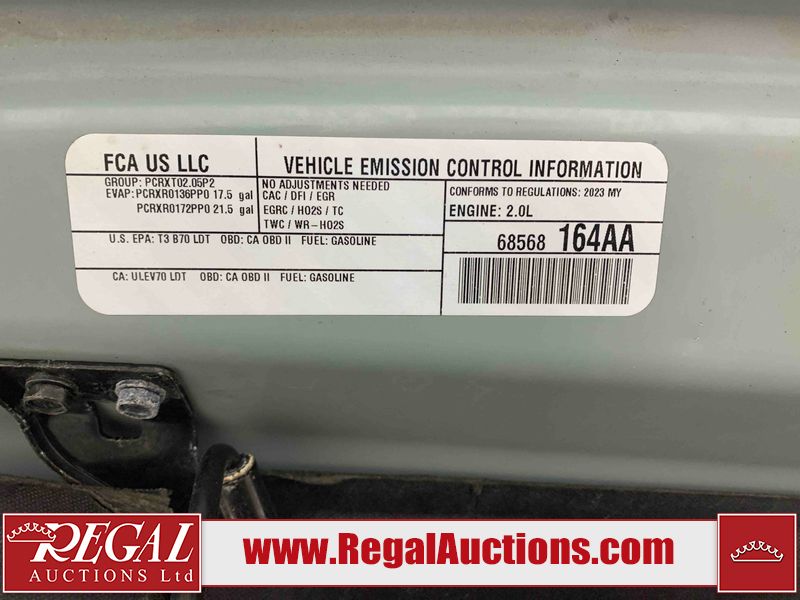 FCA US LLC
VEHICLE EMISSION CONTROL INFORMATION
GROUP: PCRXT02.05P2
EVAP: PCRXR0136PP0 17.5 gal
PCRXR0172PP0 21.5 gal
NO ADJUSTMENTS NEEDED
CAC / DFI / EGR
EGRC / HO2S / TC
TWC / WR-HO2S
CONFORMS TO REGULATIONS: 2023 MY
ENGINE: 2.0L
U.S. EPA: T3 B70 LDT OBD: CA OBD II FUEL: GASOLINE
68568 164AA
CA: ULEV70 LDT OBD: CA OBD II FUEL: GASOLINE
REGAL
AUCTIONS Ltd
www.RegalAuctions.com